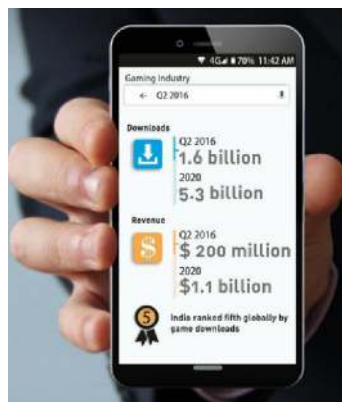 4G 70% 11:42 AM
Gaming Industry
← Q2 2016
Downloads
Q2 2016
1.6 billion
2020
5.3 billion
Revenue
$
Q2 2016
$ 200 million
2020
$1.1 billion
5
India ranked fifth globally by
game downloads